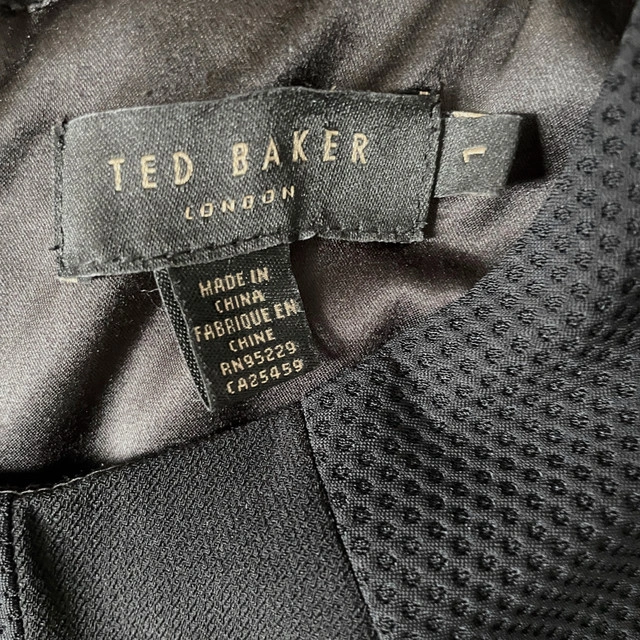 TED BAKER
LONDON
1
MADE IN
CHINA
FABRIQUE EN
CHINE
RN95229
CA25459